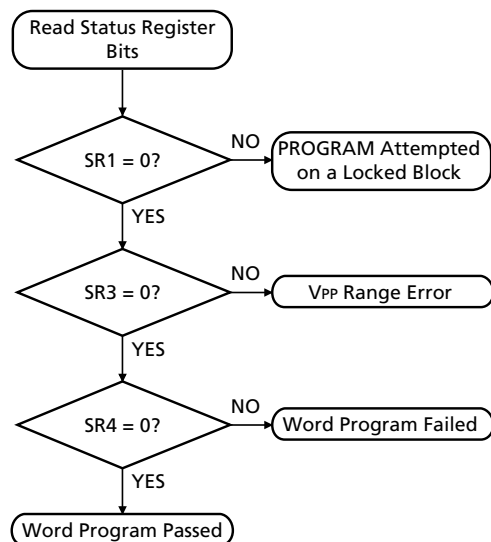 Read Status Register
Bits
SR1 = 0?
NO
PROGRAM Attempted
on a Locked Block
YES
SR3 = 0?
NO
VPP Range Error
YES
SR4 = 0?
NO
Word Program Failed
YES
Word Program Passed